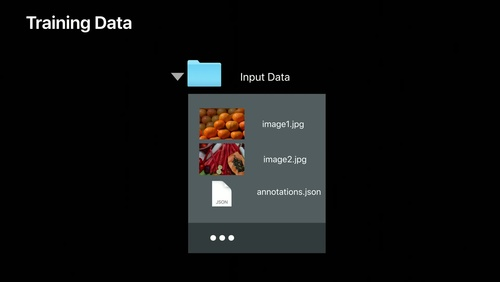 Training Data
Input Data
image1.jpg
image2.jpg
annotations.json
JSON